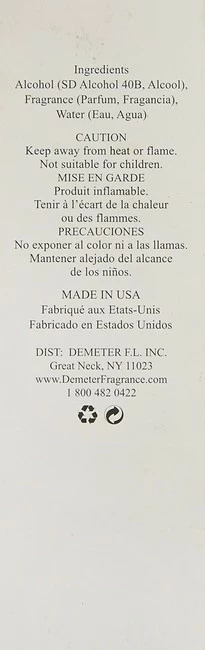 Ingredients
Alcohol (SD Alcohol 40B, Alcool),
Fragrance (Parfum, Fragancia),
Water (Eau, Agua)
CAUTION
Keep away from heat or flame.
Not suitable for children.
MISE EN GARDE
Produit inflamable.
Tenir à l'écart de la chaleur
ou des flammes.
PRECAUCIONES
No exponer al color ni a las llamas.
Mantener alejado del alcance
de los niños.
MADE IN USA
Fabriqué aux Etats-Unis
Fabricado en Estados Unidos
DIST: DEMETER F.L. INC.
Great Neck, NY 11023
www.DemeterFragrance.com
1 800 482 0422